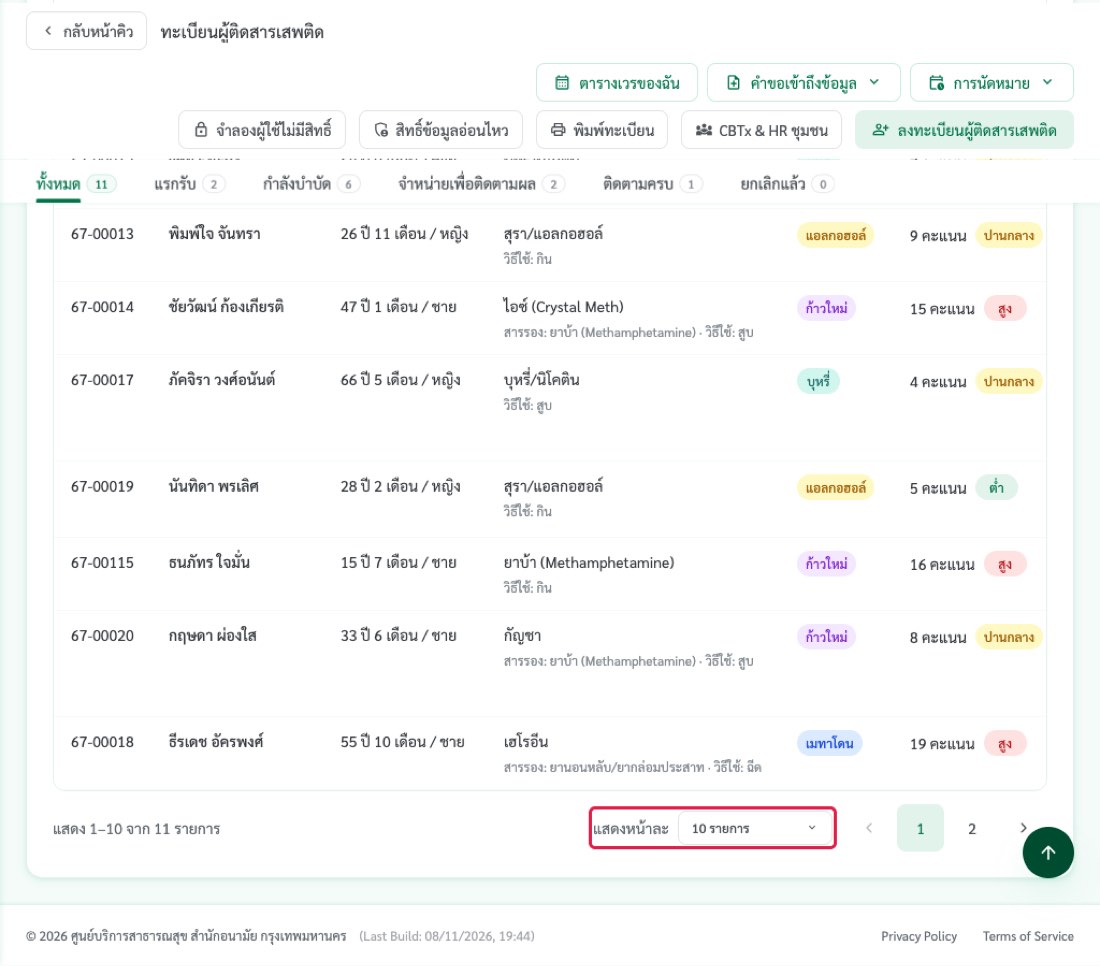 กลับหน้าคิว ทะเบียนผู้ติดสารเสพติด
ตารางเวรของฉัน คำขอเข้าถึงข้อมูล การนัดหมาย
จำลองผู้ใช้ไม่มีสิทธิ์ สิทธิ์ข้อมูลอ่อนไหว พิมพ์ทะเบียน CBTx & HR ชุมชน ลงทะเบียนผู้ติดสารเสพติด
ทั้งหมด 11 แรกรับ 2 กำลังบำบัด 6 จำหน่ายเพื่อติดตามผล 2 ติดตามครบ 1 ยกเลิกแล้ว 0
67-00013 พิมพ์ใจ จันทรา 26 ปี 11 เดือน / หญิง สุรา/แอลกอฮอล์ แอลกอฮอล์ 9 คะแนน ปานกลาง
วิธีใช้: กิน
67-00014 ชัยวัฒน์ ก้องเกียรติ 47 ปี 1 เดือน / ชาย ไอซ์ (Crystal Meth) ก้าวใหม่ 15 คะแนน สูง
สารรอง: ยาบ้า (Methamphetamine) · วิธีใช้: สูบ
67-00017 ภัคจิรา วงศ์อนันต์ 66 ปี 5 เดือน / หญิง บุหรี่/นิโคติน บุหรี่ 4 คะแนน ปานกลาง
วิธีใช้: สูบ
67-00019 นันทิดา พรเลิศ 28 ปี 2 เดือน / หญิง สุรา/แอลกอฮอล์ แอลกอฮอล์ 5 คะแนน ต่ำ
วิธีใช้: กิน
67-00115 ธนภัทร ใจมั่น 15 ปี 7 เดือน / ชาย ยาบ้า (Methamphetamine) ก้าวใหม่ 16 คะแนน สูง
วิธีใช้: กิน
67-00020 กฤษดา ผ่องใส 33 ปี 6 เดือน / ชาย กัญชา ก้าวใหม่ 8 คะแนน ปานกลาง
สารรอง: ยาบ้า (Methamphetamine) · วิธีใช้: สูบ
67-00018 ธีรเดช อัครพงศ์ 55 ปี 10 เดือน / ชาย เฮโรอีน เมทาโดน 19 คะแนน สูง
สารรอง: ยานอนหลับ/ยากล่อมประสาท · วิธีใช้: ฉีด
แสดง 1–10 จาก 11 รายการ แสดงหน้าละ 10 รายการ 1 2
© 2026 ศูนย์บริการสาธารณสุข สำนักอนามัย กรุงเทพมหานคร (Last Build: 08/11/2026, 19:44) Privacy Policy Terms of Service